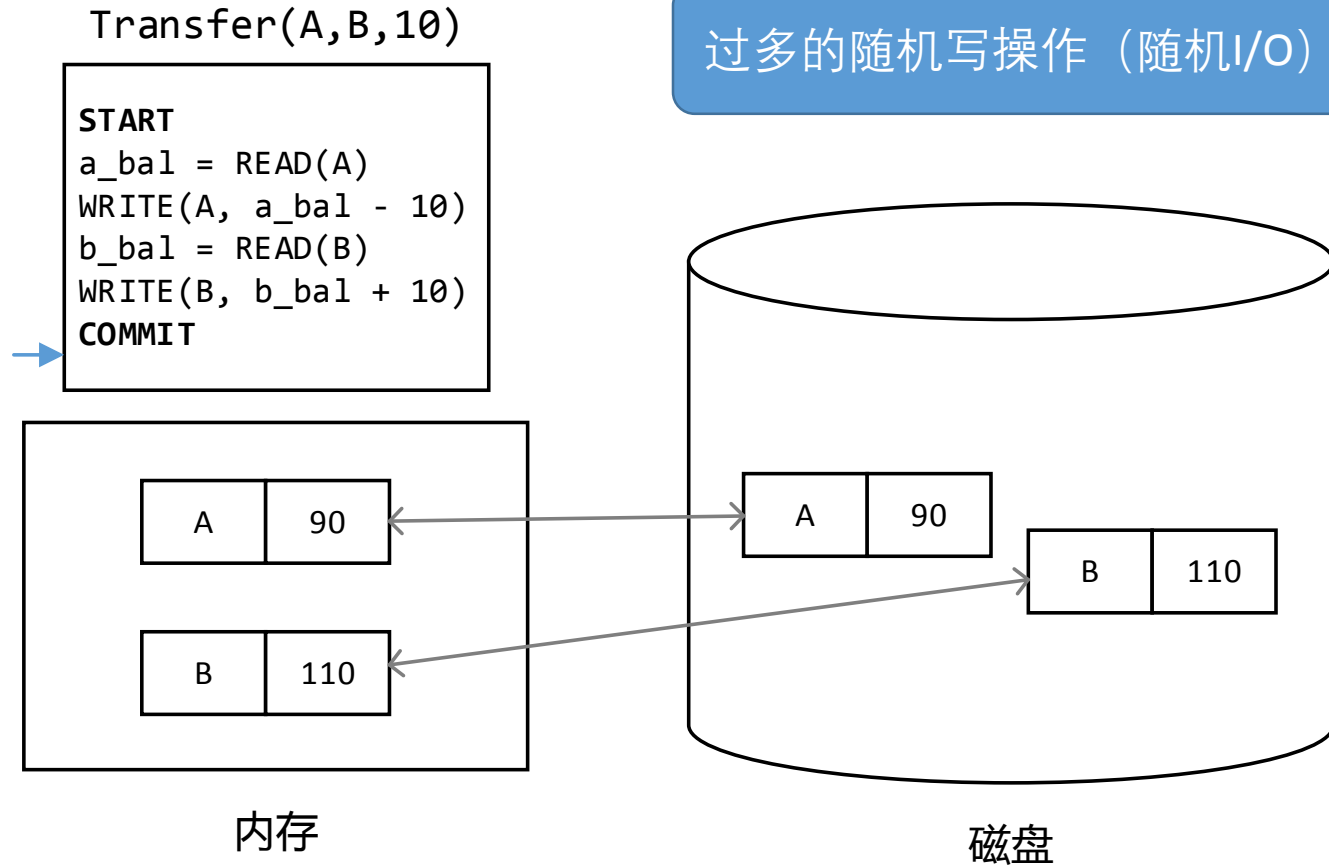 Transfer(A,B,10)
过多的随机写操作（随机I/O）
START
a_bal = READ(A)
WRITE(A, a_bal - 10)
b_bal = READ(B)
WRITE(B, b_bal + 10)
COMMIT
A 90
B 110
内存
A 90
B 110
磁盘